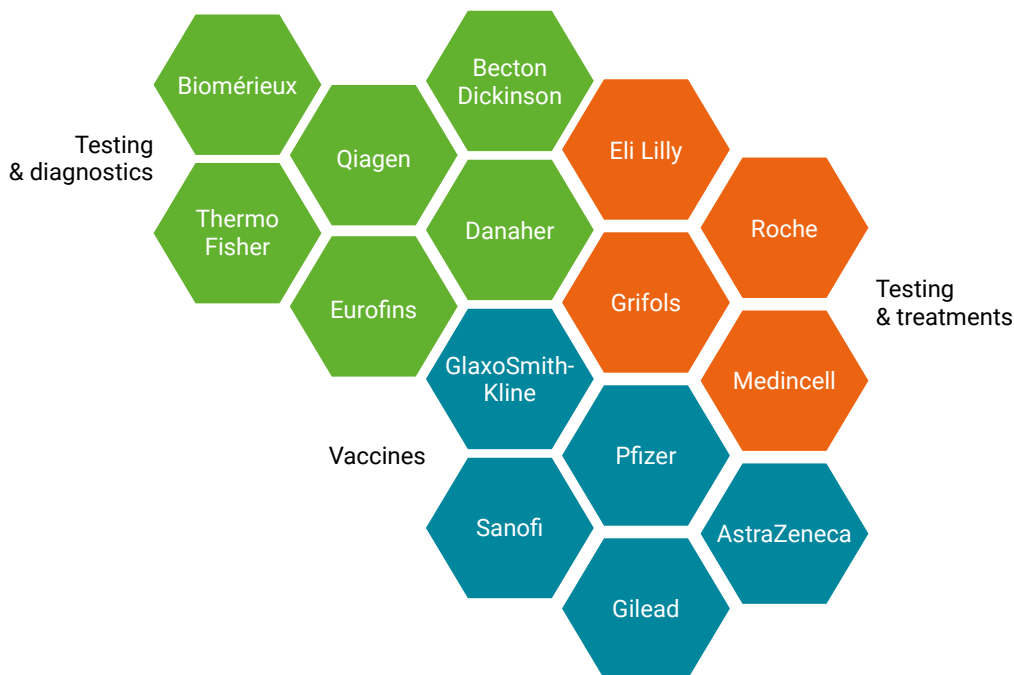 Biomérieux
Becton
Dickinson
Testing
& diagnostics
Qiagen
Eli Lilly
Thermo
Fisher
Danaher
Roche
Eurofins
Grifols
Testing
& treatments
GlaxoSmith-
Kline
Medincell
Vaccines
Pfizer
Sanofi
AstraZeneca
Gilead